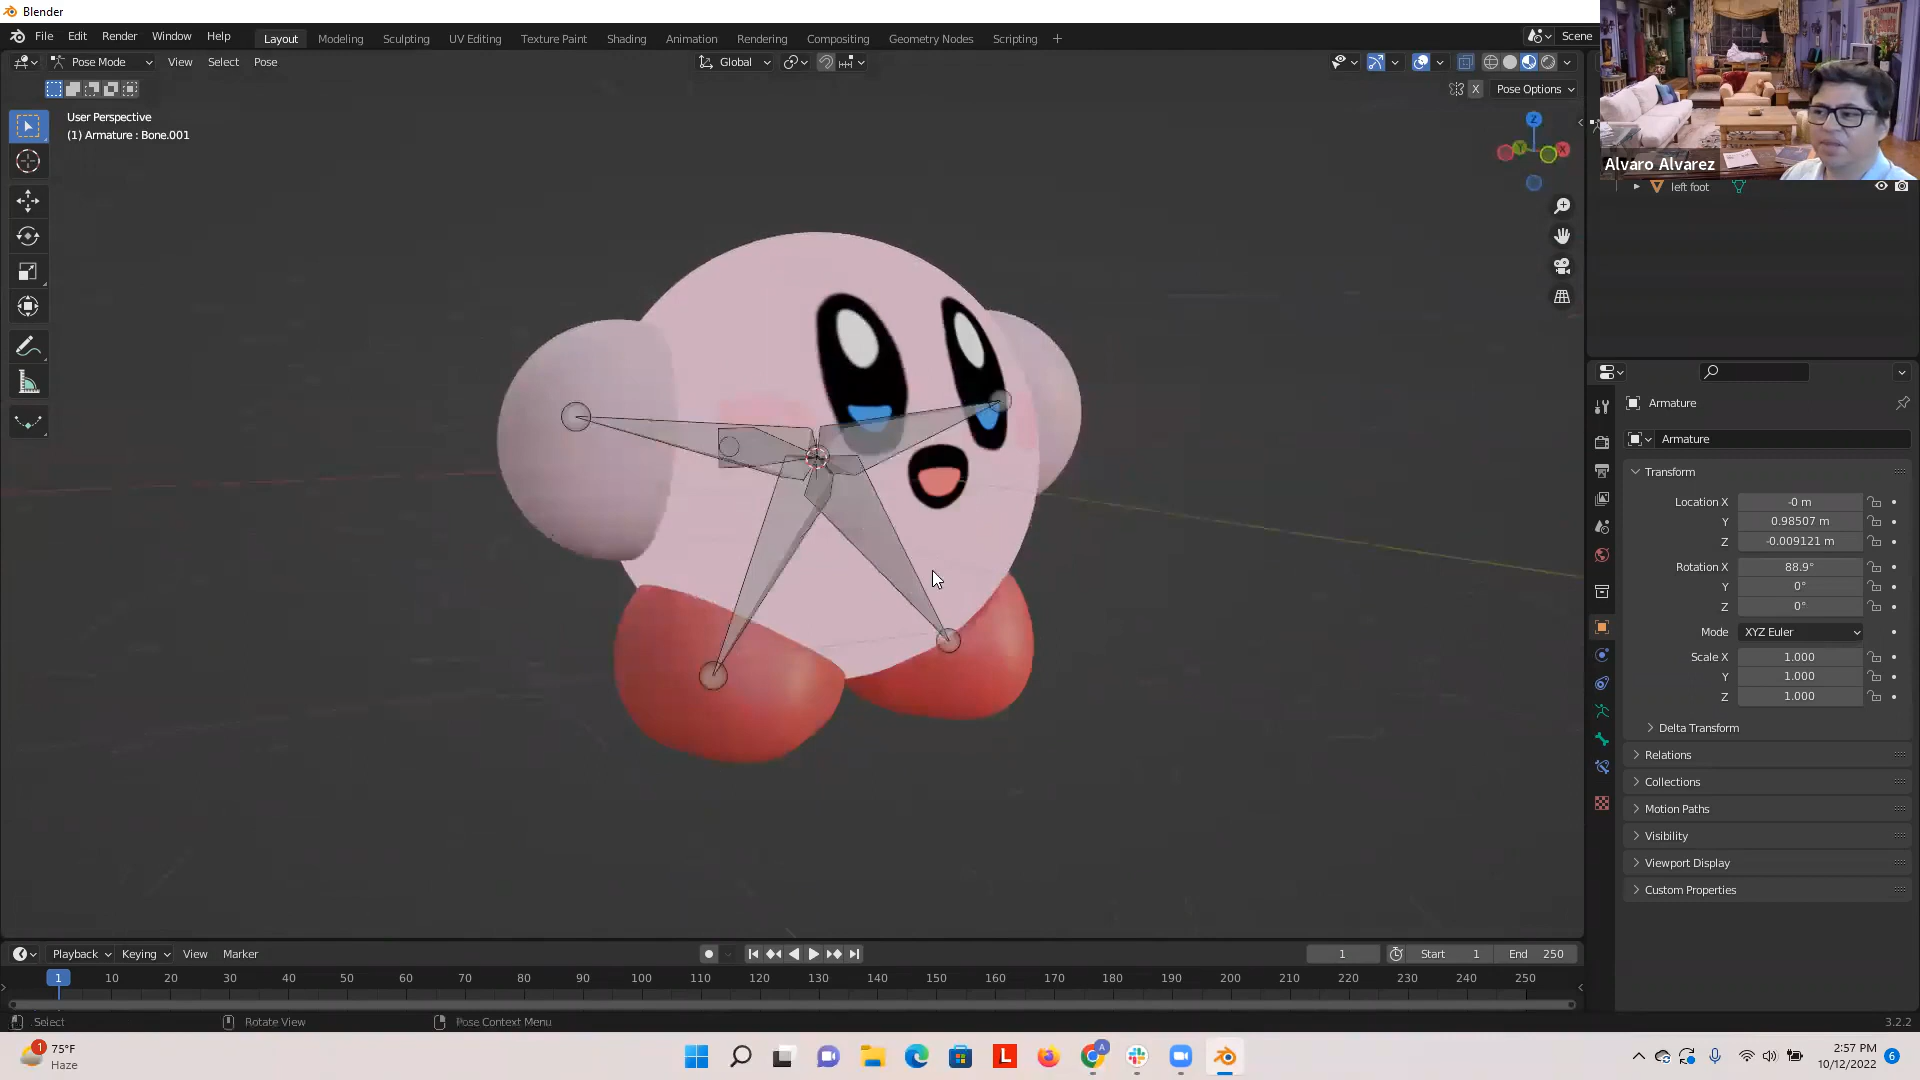 Blender
File Edit Render Window Help
Layout Modeling Sculpting UV Editing Texture Paint Shading Animation Rendering Compositing Geometry Nodes Scripting
Scene
Pose Mode View Select Pose
Global
X Pose Options
User Perspective
(1) Armature : Bone.001
Z
Y X
Alvaro Alvarez
left foot
Armature
Armature
Transform
Location X -0 m
Y 0.98507 m
Z -0.009121 m
Rotation X 88.9°
Y 0°
Z 0°
Mode XYZ Euler
Scale X 1.000
Y 1.000
Z 1.000
Delta Transform
Relations
Collections
Motion Paths
Visibility
Viewport Display
Custom Properties
Playback Keying View Marker
1 Start 1 End 250
1 10 20 30 40 50 60 70 80 90 100 110 120 130 140 150 160 170 180 190 200 210 220 230 240 250
Select Rotate View Pose Context Menu 3.2.2
1 75°F
Haze
L
A
2:57 PM
10/12/2022
6